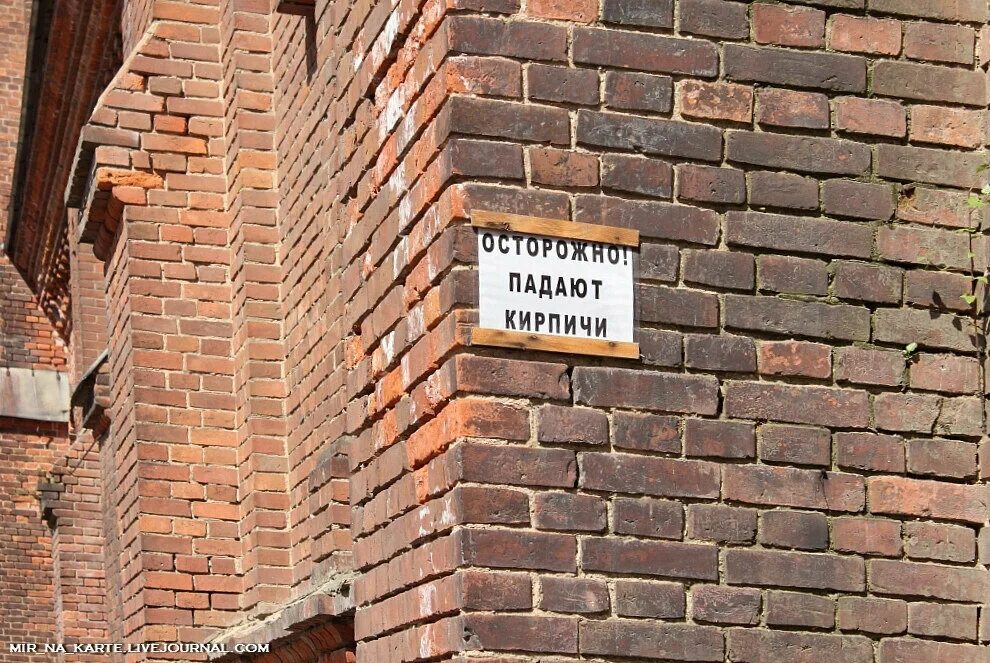 ОСТОРОЖНО!
ПАДАЮТ
КИРПИЧИ
MIR_NA_KARTE.LIVEJOURNAL.COM